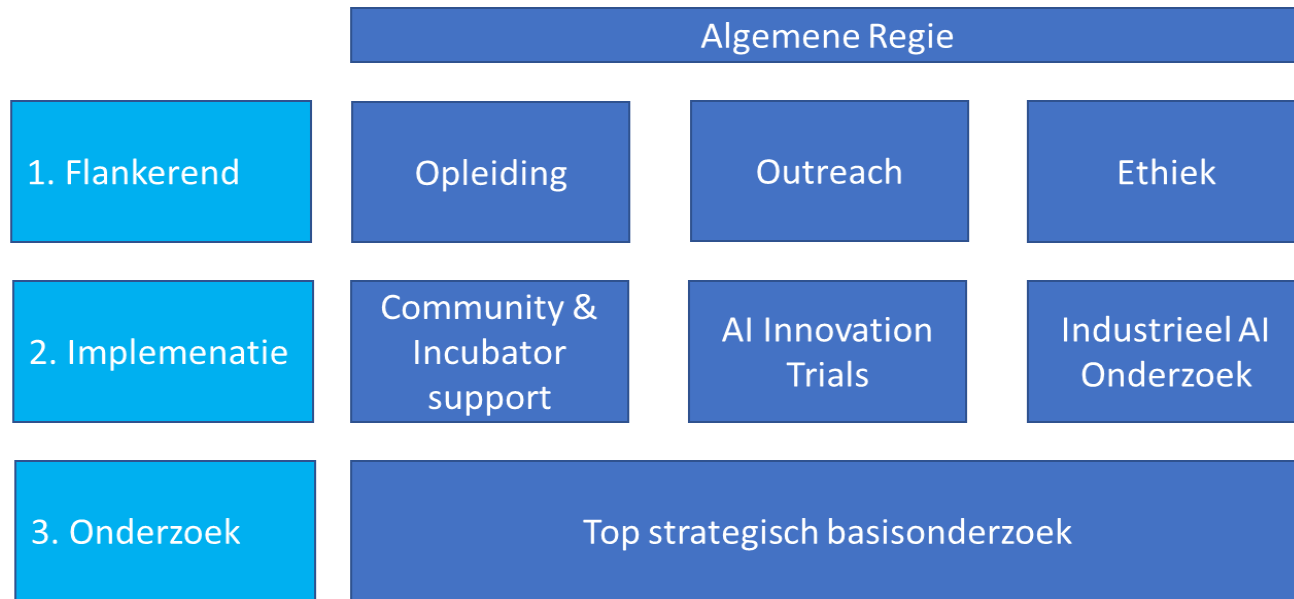 Algemene Regie
1. Flankerend
Opleiding
Outreach
Ethiek
2. Implemenatie
Community &
Incubator
support
AI Innovation
Trials
Industrieel AI
Onderzoek
3. Onderzoek
Top strategisch basisonderzoek